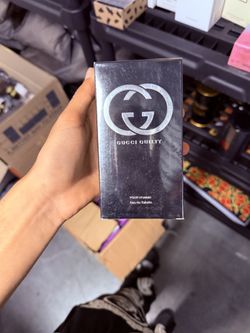 GUCCI GUILTY
POUR HOMME
Eau de Toilette